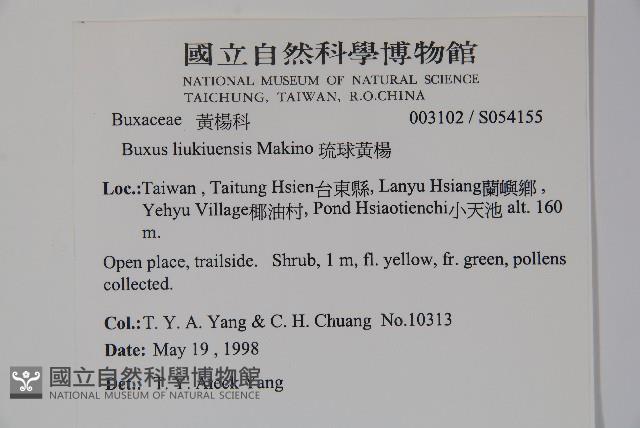 國立自然科學博物館
NATIONAL MUSEUM OF NATURAL SCIENCE
TAICHUNG, TAIWAN, R.O.CHINA
Buxaceae 黃楊科 003102 / S054155
Buxus liukiuensis Makino 琉球黃楊
Loc.:Taiwan , Taitung Hsien台東縣, Lanyu Hsiang蘭嶼鄉 ,
Yehyu Village椰油村, Pond Hsiaotienchi小天池 alt. 160
m.
Open place, trailside. Shrub, 1 m, fl. yellow, fr. green, pollens
collected.
Col.:T. Y. A. Yang & C. H. Chuang No.10313
Date: May 19 , 1998
Det.: T. Y. Aleck Yang
國立自然科學博物館
NATIONAL MUSEUM OF NATURAL SCIENCE